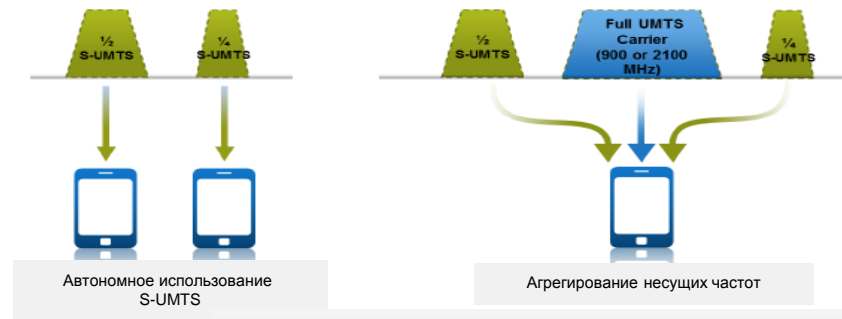 ½
S-UMTS
¼
S-UMTS
½
S-UMTS
Full UMTS
Carrier
(900 or 2100
MHz)
¼
S-UMTS
Автономное использование
S-UMTS
Агрегирование несущих частот